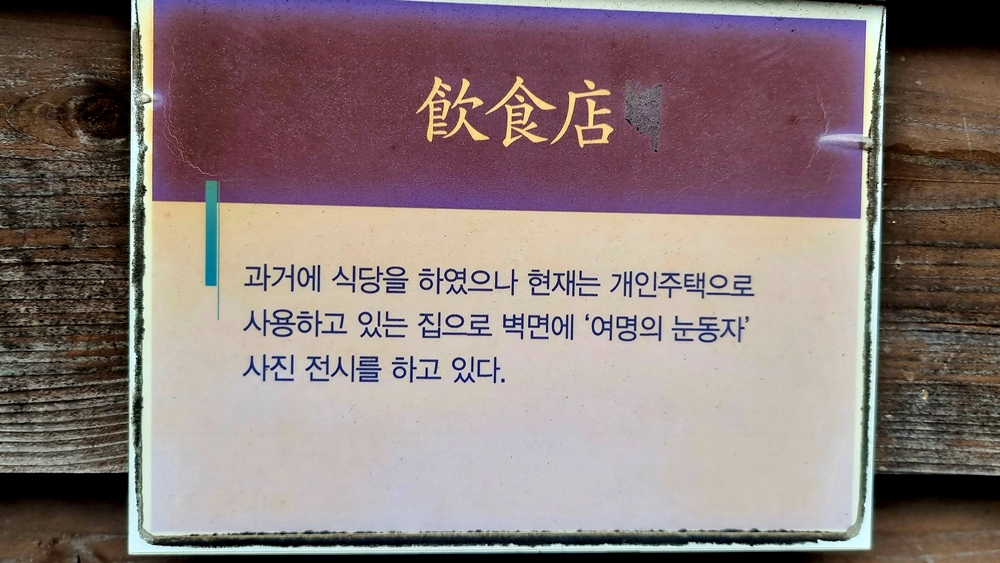 飮食店
과거에 식당을 하였으나 현재는 개인주택으로
사용하고 있는 집으로 벽면에 ‘여명의 눈동자’
사진 전시를 하고 있다.